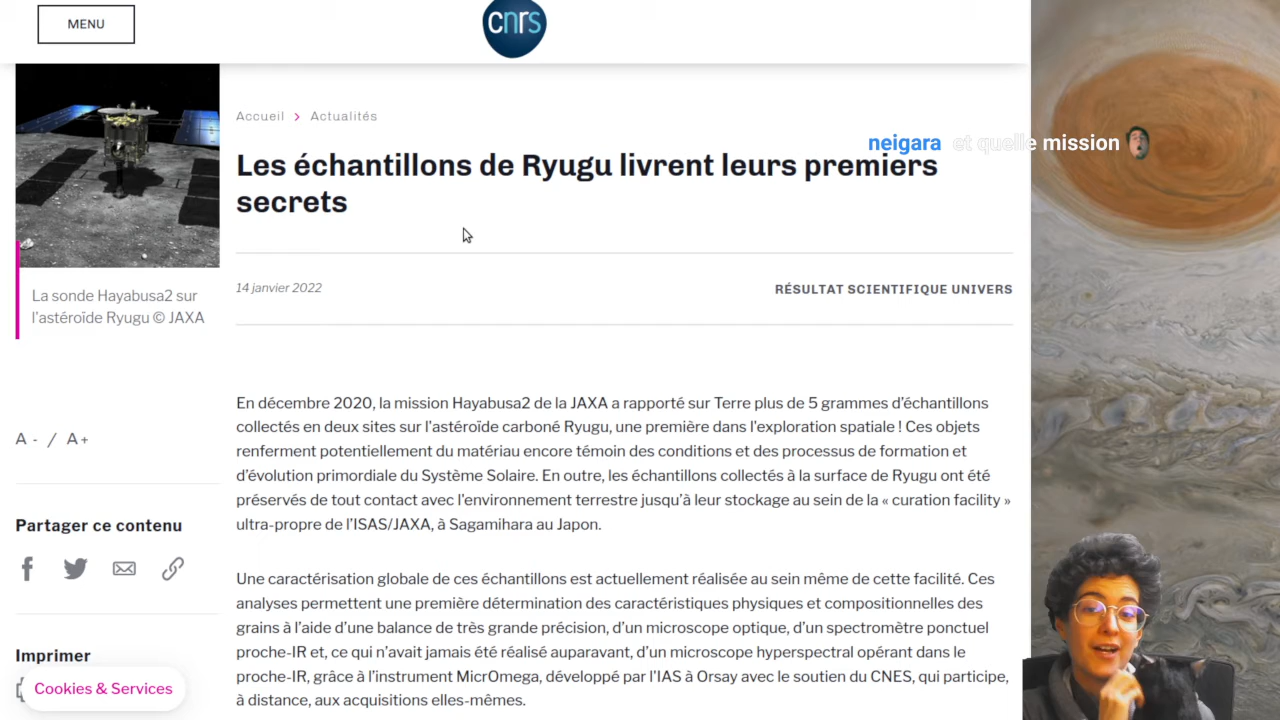 MENU
cnrs
Accueil > Actualités
neigara et quelle mission
Les échantillons de Ryugu livrent leurs premiers
secrets
14 janvier 2022
RÉSULTAT SCIENTIFIQUE UNIVERS
La sonde Hayabusa2 sur
l'astéroïde Ryugu © JAXA
A - / A+
Partager ce contenu
Imprimer
Cookies & Services
En décembre 2020, la mission Hayabusa2 de la JAXA a rapporté sur Terre plus de 5 grammes d'échantillons
collectés en deux sites sur l'astéroïde carboné Ryugu, une première dans l'exploration spatiale ! Ces objets
renferment potentiellement du matériau encore témoin des conditions et des processus de formation et
d'évolution primordiale du Système Solaire. En outre, les échantillons collectés à la surface de Ryugu ont été
préservés de tout contact avec l'environnement terrestre jusqu'à leur stockage au sein de la « curation facility »
ultra-propre de l'ISAS/JAXA, à Sagamihara au Japon.
Une caractérisation globale de ces échantillons est actuellement réalisée au sein même de cette facilité. Ces
analyses permettent une première détermination des caractéristiques physiques et compositionnelles des
grains à l'aide d'une balance de très grande précision, d'un microscope optique, d'un spectromètre ponctuel
proche-IR et, ce qui n'avait jamais été réalisé auparavant, d'un microscope hyperspectral opérant dans le
proche-IR, grâce à l'instrument MicrOmega, développé par l'IAS à Orsay avec le soutien du CNES, qui participe,
à distance, aux acquisitions elles-mêmes.